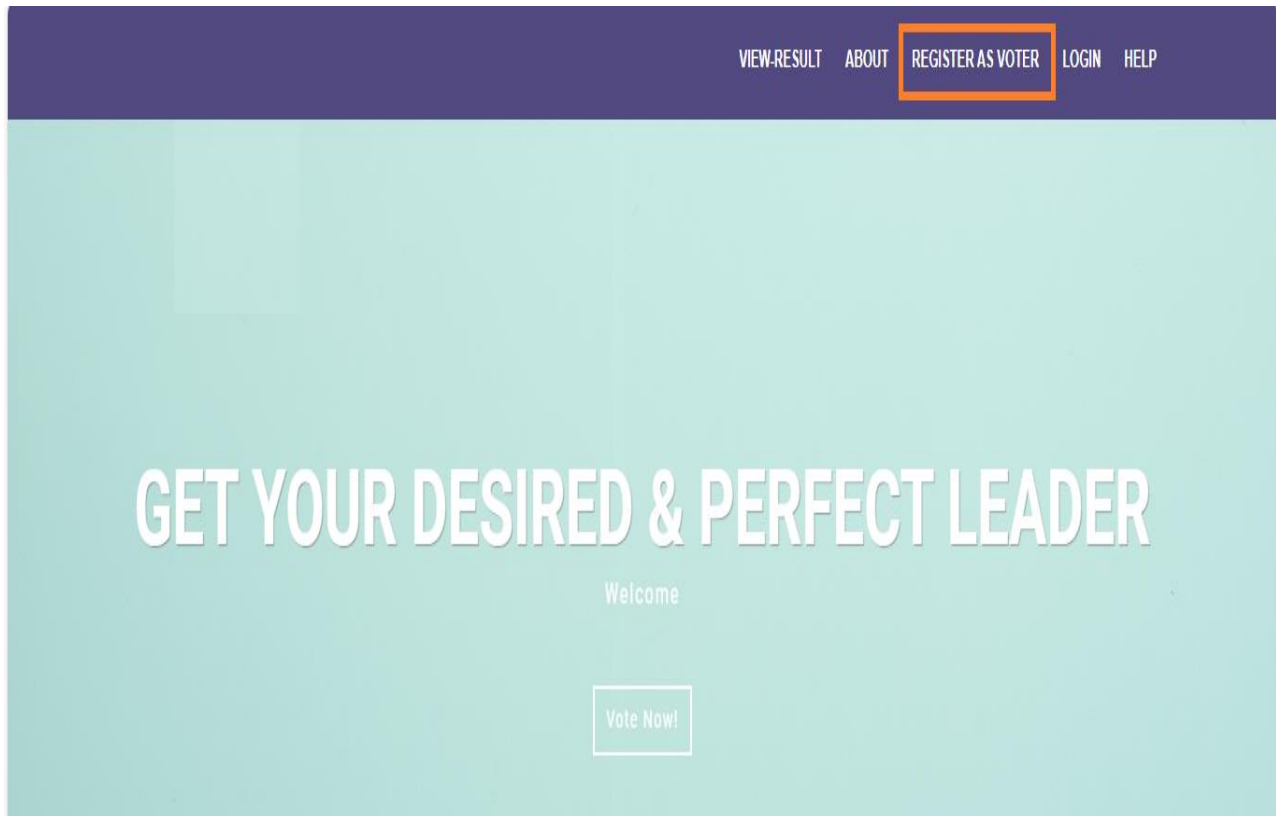 VIEW-RESULT ABOUT REGISTER AS VOTER LOGIN HELP
GET YOUR DESIRED & PERFECT LEADER
Welcome
Vote Now!